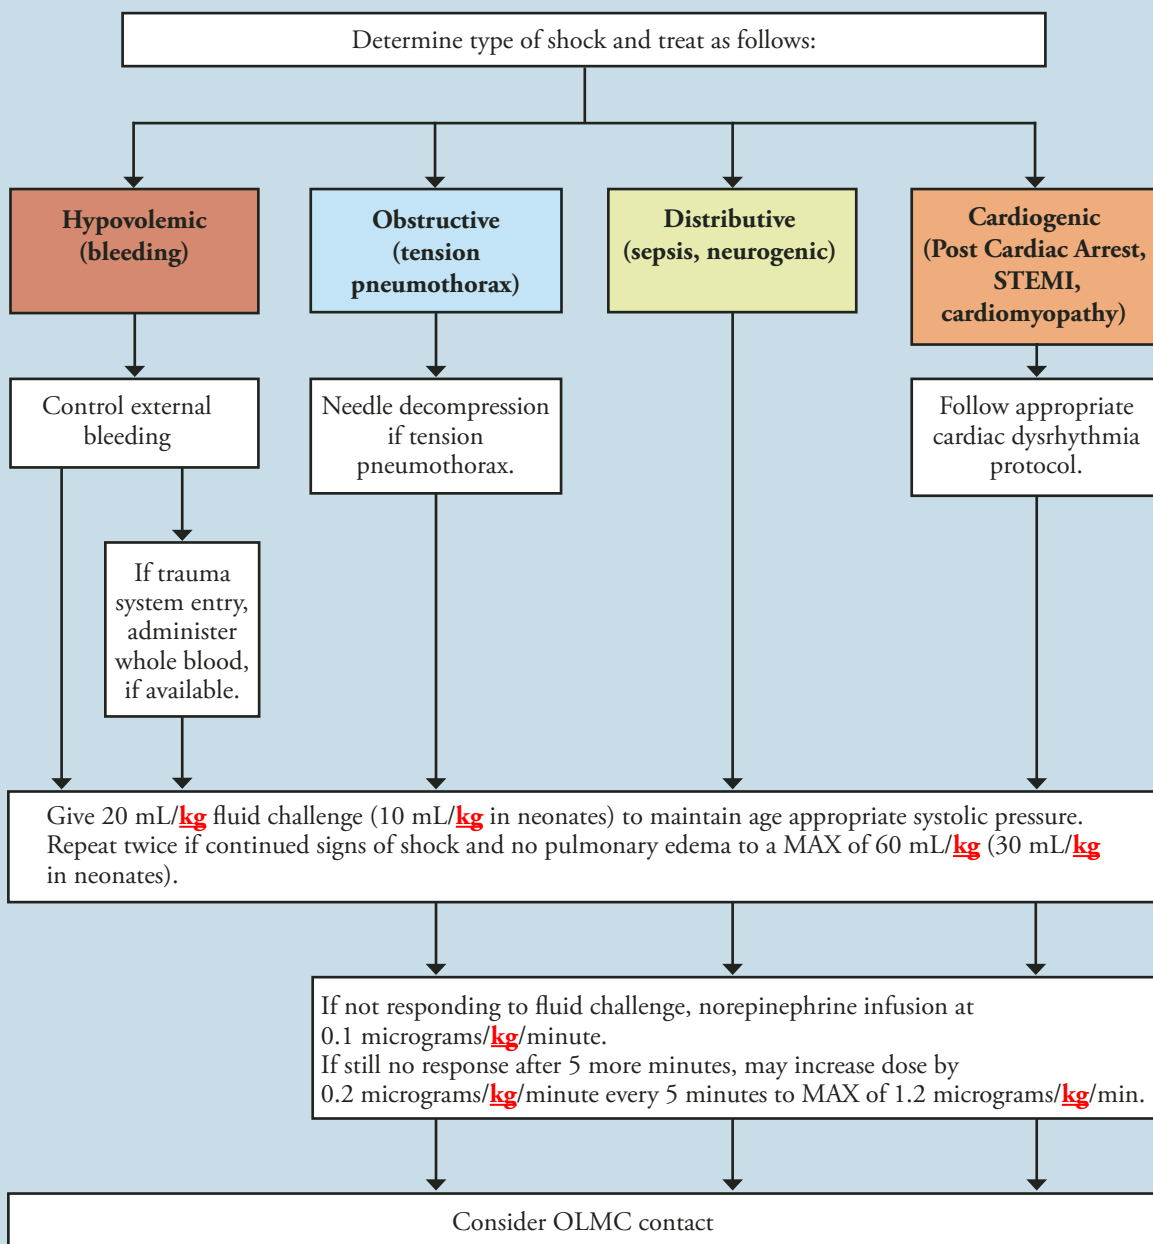 Determine type of shock and treat as follows:
Hypovolemic
(bleeding)
Obstructive
(tension
pneumothorax)
Distributive
(sepsis, neurogenic)
Cardiogenic
(Post Cardiac Arrest,
STEMI,
cardiomyopathy)
Control external
bleeding
Needle decompression
if tension
pneumothorax.
Follow appropriate
cardiac dysrhythmia
protocol.
If trauma
system entry,
administer
whole blood,
if available.
Give 20 mL/kg fluid challenge (10 mL/kg in neonates) to maintain age appropriate systolic pressure.
Repeat twice if continued signs of shock and no pulmonary edema to a MAX of 60 mL/kg (30 mL/kg
in neonates).
If not responding to fluid challenge, norepinephrine infusion at
0.1 micrograms/kg/minute.
If still no response after 5 more minutes, may increase dose by
0.2 micrograms/kg/minute every 5 minutes to MAX of 1.2 micrograms/kg/min.
Consider OLMC contact